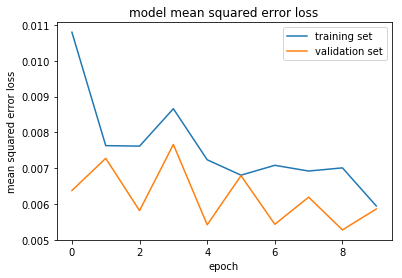 model mean squared error loss
training set
validation set
mean squared error loss
0.011
0.010
0.009
0.008
0.007
0.006
0.005
0 2 4 6 8
epoch